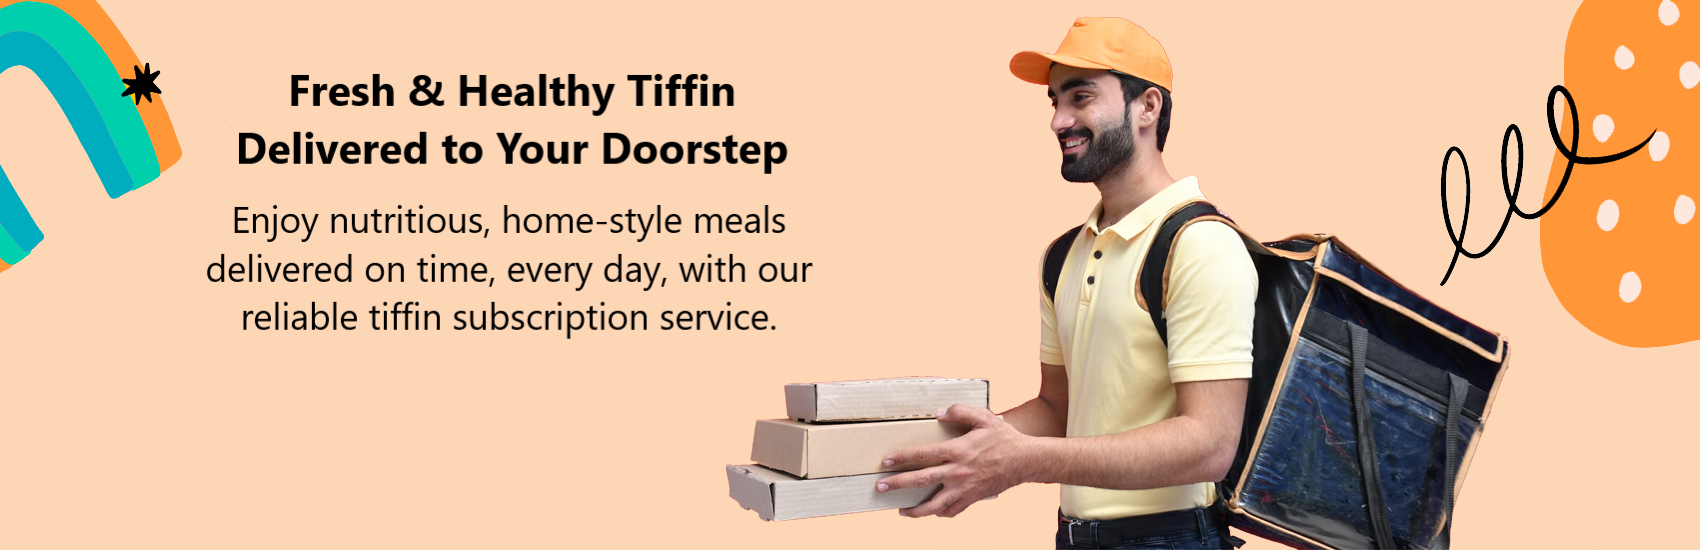 Fresh & Healthy Tiffin
Delivered to Your Doorstep
Enjoy nutritious, home-style meals
delivered on time, every day, with our
reliable tiffin subscription service.